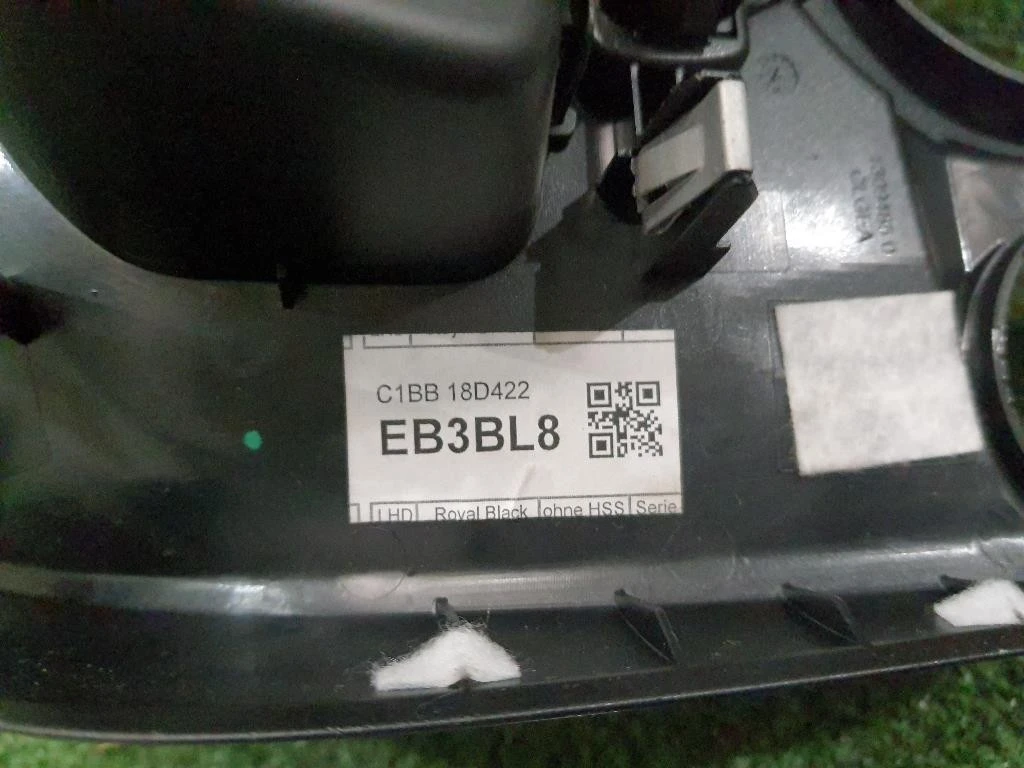 C1BB 18D422
EB3BL8
LHD Royal Black ohne HSS Serie